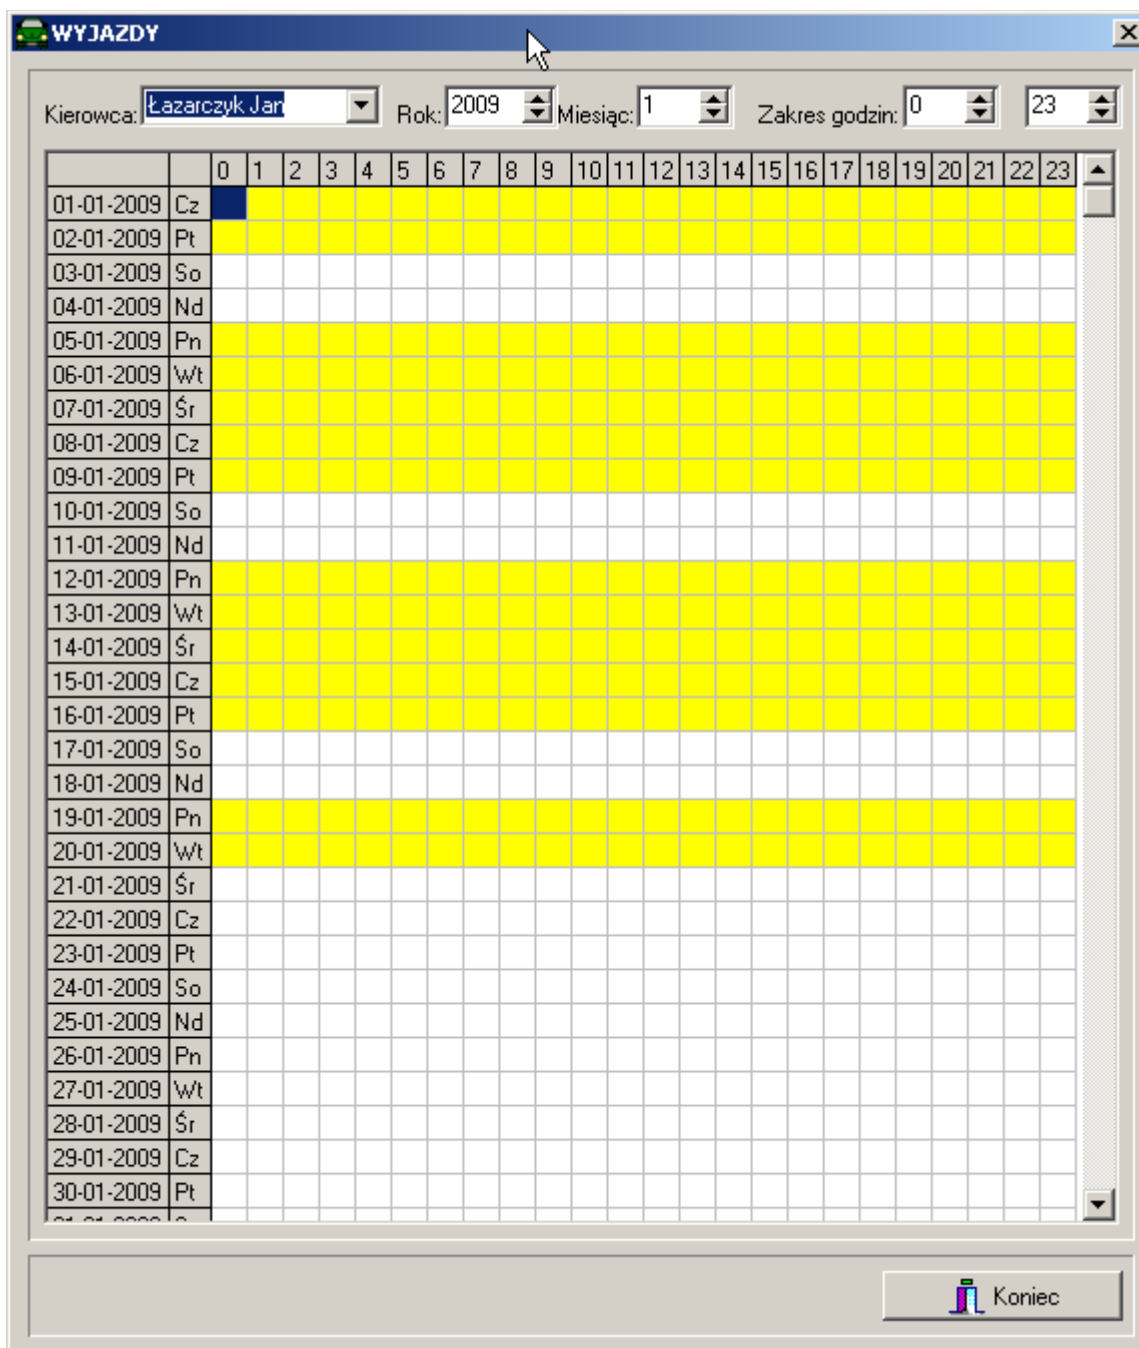 WYJAZDY
Kierowca: Łazarczyk Jan Rok: 2009 Miesiąc: 1 Zakres godzin: 0 23
0 1 2 3 4 5 6 7 8 9 10 11 12 13 14 15 16 17 18 19 20 21 22 23
01-01-2009 Cz
02-01-2009 Pt
03-01-2009 So
04-01-2009 Nd
05-01-2009 Pn
06-01-2009 Wt
07-01-2009 Śr
08-01-2009 Cz
09-01-2009 Pt
10-01-2009 So
11-01-2009 Nd
12-01-2009 Pn
13-01-2009 Wt
14-01-2009 Śr
15-01-2009 Cz
16-01-2009 Pt
17-01-2009 So
18-01-2009 Nd
19-01-2009 Pn
20-01-2009 Wt
21-01-2009 Śr
22-01-2009 Cz
23-01-2009 Pt
24-01-2009 So
25-01-2009 Nd
26-01-2009 Pn
27-01-2009 Wt
28-01-2009 Śr
29-01-2009 Cz
30-01-2009 Pt
Koniec